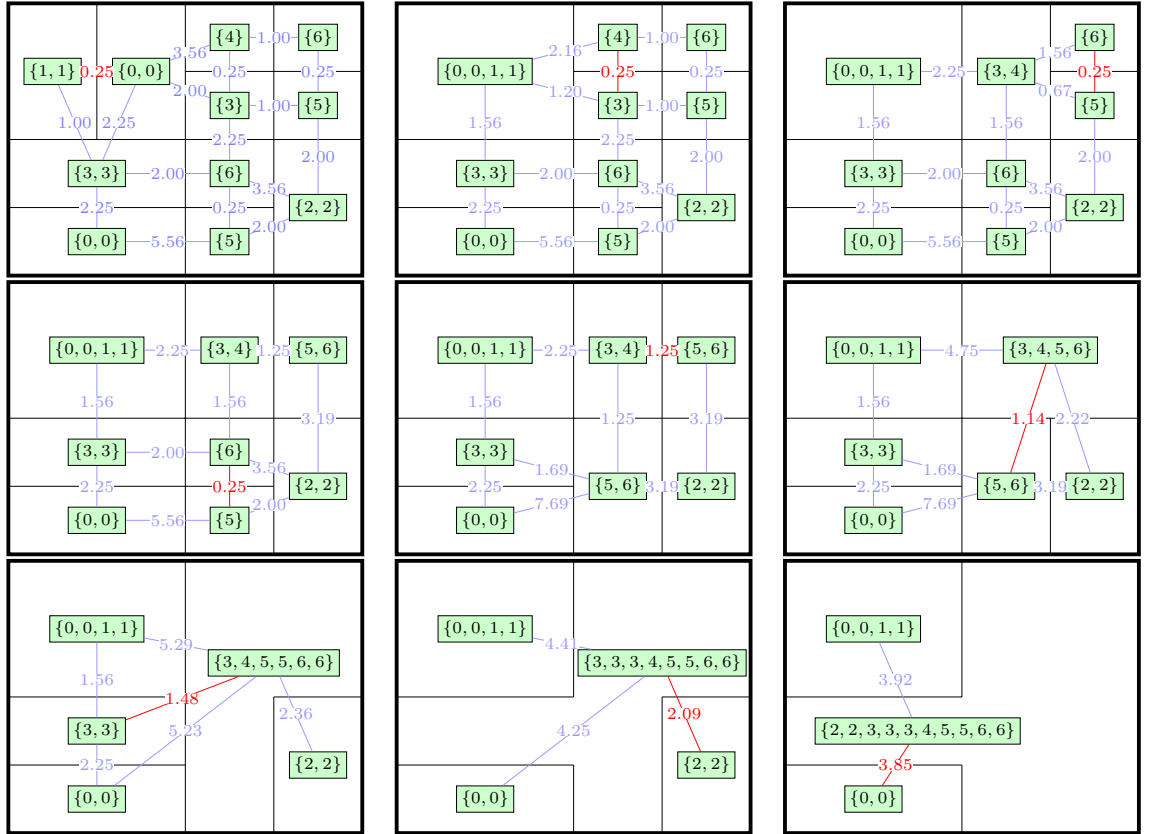 {4} 1.00 {6}
3.56
{1, 1} 0.25 {0, 0} 0.25 0.25
2.00
{3} 1.00 {5}
1.00 2.25
2.25
2.00
{3, 3} 2.00 {6}
3.56
2.25 0.25 {2, 2}
2.00
{0, 0} 5.56 {5}
{4} 1.00 {6}
2.16
{0, 0, 1, 1} 0.25 0.25
1.20
{3} 1.00 {5}
1.56
2.25
2.00
{3, 3} 2.00 {6}
3.56
2.25 0.25 {2, 2}
2.00
{0, 0} 5.56 {5}
{6}
1.56
{0, 0, 1, 1} 2.25 {3, 4} 0.25
0.67
{5}
1.56 1.56
2.00
{3, 3} 2.00 {6}
3.56
2.25 0.25 {2, 2}
2.00
{0, 0} 5.56 {5}
{0, 0, 1, 1} 2.25 {3, 4} 1.25 {5, 6}
1.56 1.56
3.19
{3, 3} 2.00 {6}
3.56
2.25 0.25 {2, 2}
2.00
{0, 0} 5.56 {5}
{0, 0, 1, 1} 2.25 {3, 4} 1.25 {5, 6}
1.56
1.25 3.19
{3, 3}
1.69
2.25 {5, 6} 3.19 {2, 2}
7.69
{0, 0}
{0, 0, 1, 1} 4.75 {3, 4, 5, 6}
1.56
1.14 2.22
{3, 3}
1.69
2.25 {5, 6} 3.19 {2, 2}
7.69
{0, 0}
{0, 0, 1, 1}
5.29
{3, 4, 5, 5, 6, 6}
1.56
1.48
2.36
{3, 3} 5.23
2.25 {2, 2}
{0, 0}
{0, 0, 1, 1}
4.41
{3, 3, 3, 4, 5, 5, 6, 6}
2.09
4.25
{2, 2}
{0, 0}
{0, 0, 1, 1}
3.92
{2, 2, 3, 3, 3, 4, 5, 5, 6, 6}
3.85
{0, 0}